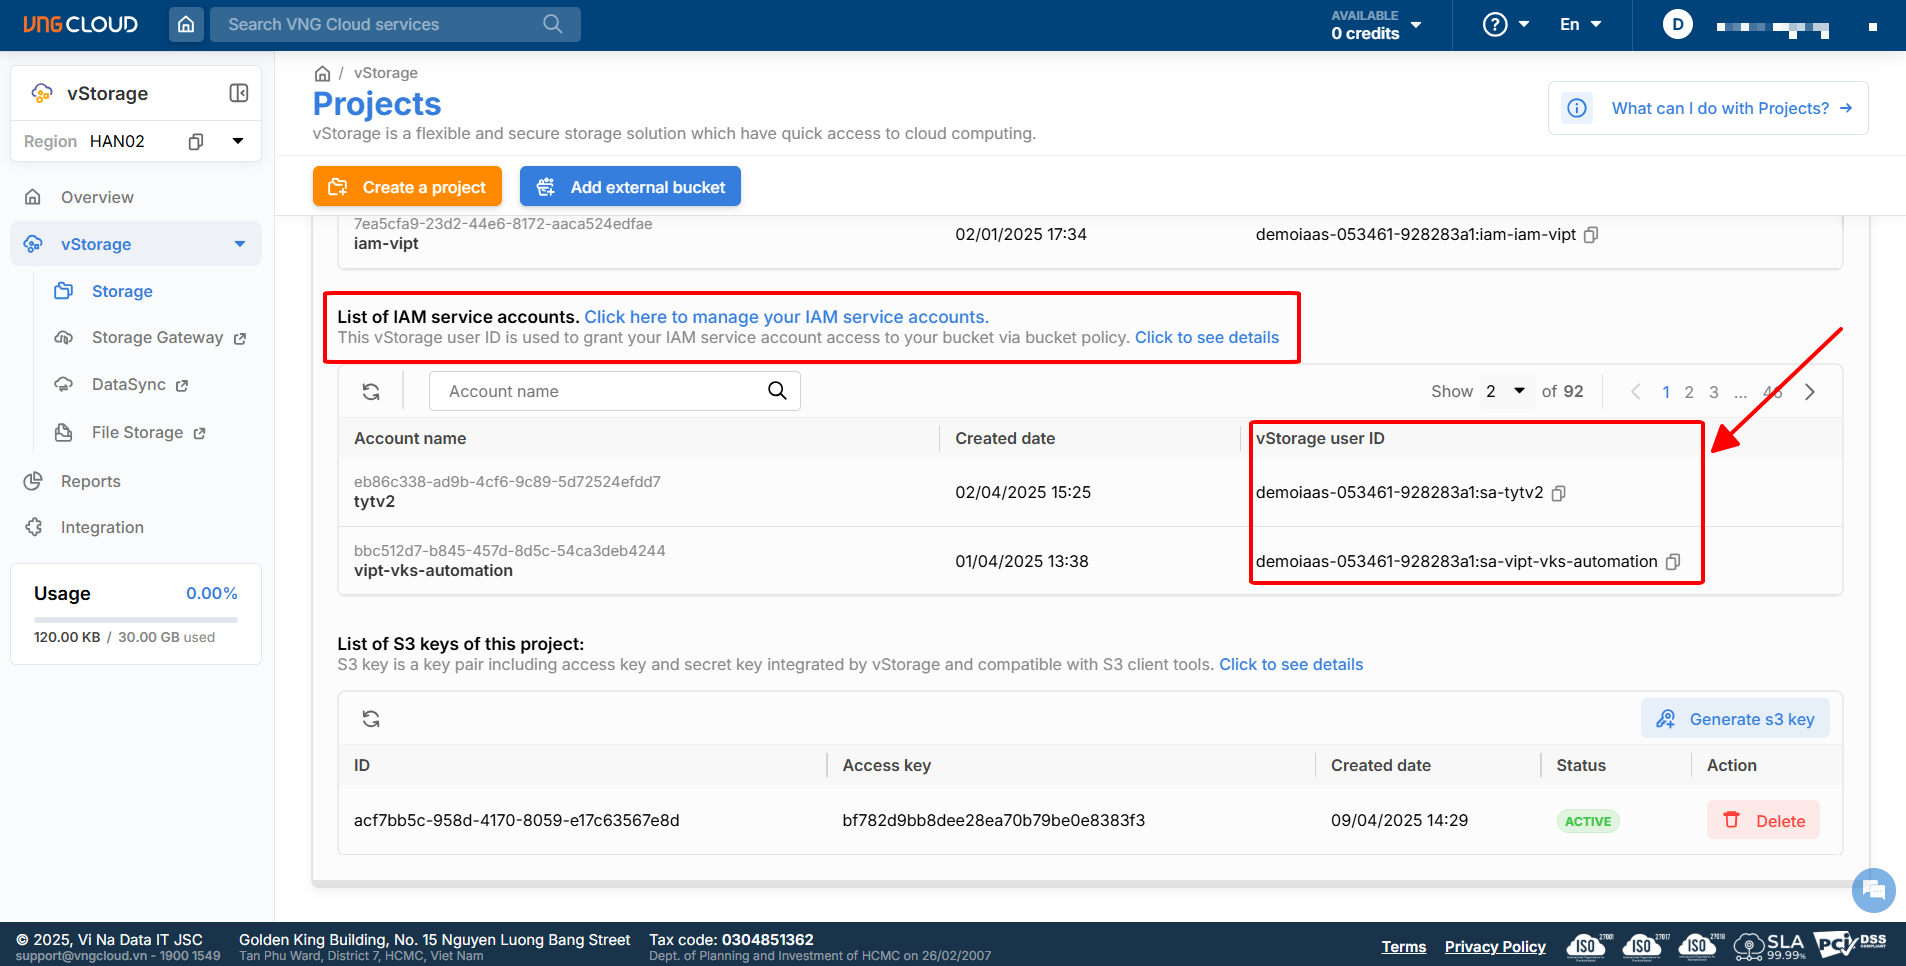 VNG CLOUD
Search VNG Cloud services
AVAILABLE
0 credits
?
En
D
vStorage
Region HAN02
Overview
vStorage
Storage
Storage Gateway
DataSync
File Storage
Reports
Integration
Usage 0.00%
120.00 KB / 30.00 GB used
/ vStorage
Projects
vStorage is a flexible and secure storage solution which have quick access to cloud computing.
What can I do with Projects?
Create a project
Add external bucket
7ea5cfa9-23d2-44e6-8172-aaca524edfae
iam-vipt
02/01/2025 17:34
demoiaas-053461-928283a1:iam-iam-vipt
List of IAM service accounts. Click here to manage your IAM service accounts.
This vStorage user ID is used to grant your IAM service account access to your bucket via bucket policy. Click to see details
Account name
Show 2 of 92
1 2 3 ...
Account name Created date vStorage user ID
eb86c338-ad9b-4cf6-9c89-5d72524efdd7
tytv2
02/04/2025 15:25
demoiaas-053461-928283a1:sa-tytv2
bbc512d7-b845-457d-8d5c-54ca3deb4244
vipt-vks-automation
01/04/2025 13:38
demoiaas-053461-928283a1:sa-vipt-vks-automation
List of S3 keys of this project:
S3 key is a key pair including access key and secret key integrated by vStorage and compatible with S3 client tools. Click to see details
Generate s3 key
ID Access key Created date Status Action
acf7bb5c-958d-4170-8059-e17c63567e8d bf782d9bb8dee28ea70b79be0e8383f3 09/04/2025 14:29 ACTIVE Delete
© 2025, Vi Na Data IT JSC
support@vngcloud.vn - 1900 1549
Golden King Building, No. 15 Nguyen Luong Bang Street
Tan Phu Ward, District 7, HCMC, Viet Nam
Tax code: 0304851362
Dept. of Planning and Investment of HCMC on 26/02/2007
Terms
Privacy Policy
ISO 27001
ISO 27017
ISO 27018
SLA
99.99%
PCI DSS
COMPLIANT